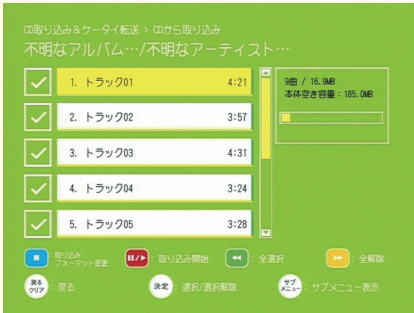 CD取り込み&ケータイ転送 > CDから取り込み
不明なアルバム…/不明なアーティスト…
1. トラック01 4:21
2. トラック02 3:57
3. トラック03 4:31
4. トラック04 3:24
5. トラック05 3:28
9曲 / 16.9MB
本体空き容量:185.0MB
取り込み
フォーマット変更
取り込み開始
:全選択
:全解除
戻る
クリア
:戻る
決定
:選択/選択解除
サブ
メニュー
:サブメニュー表示